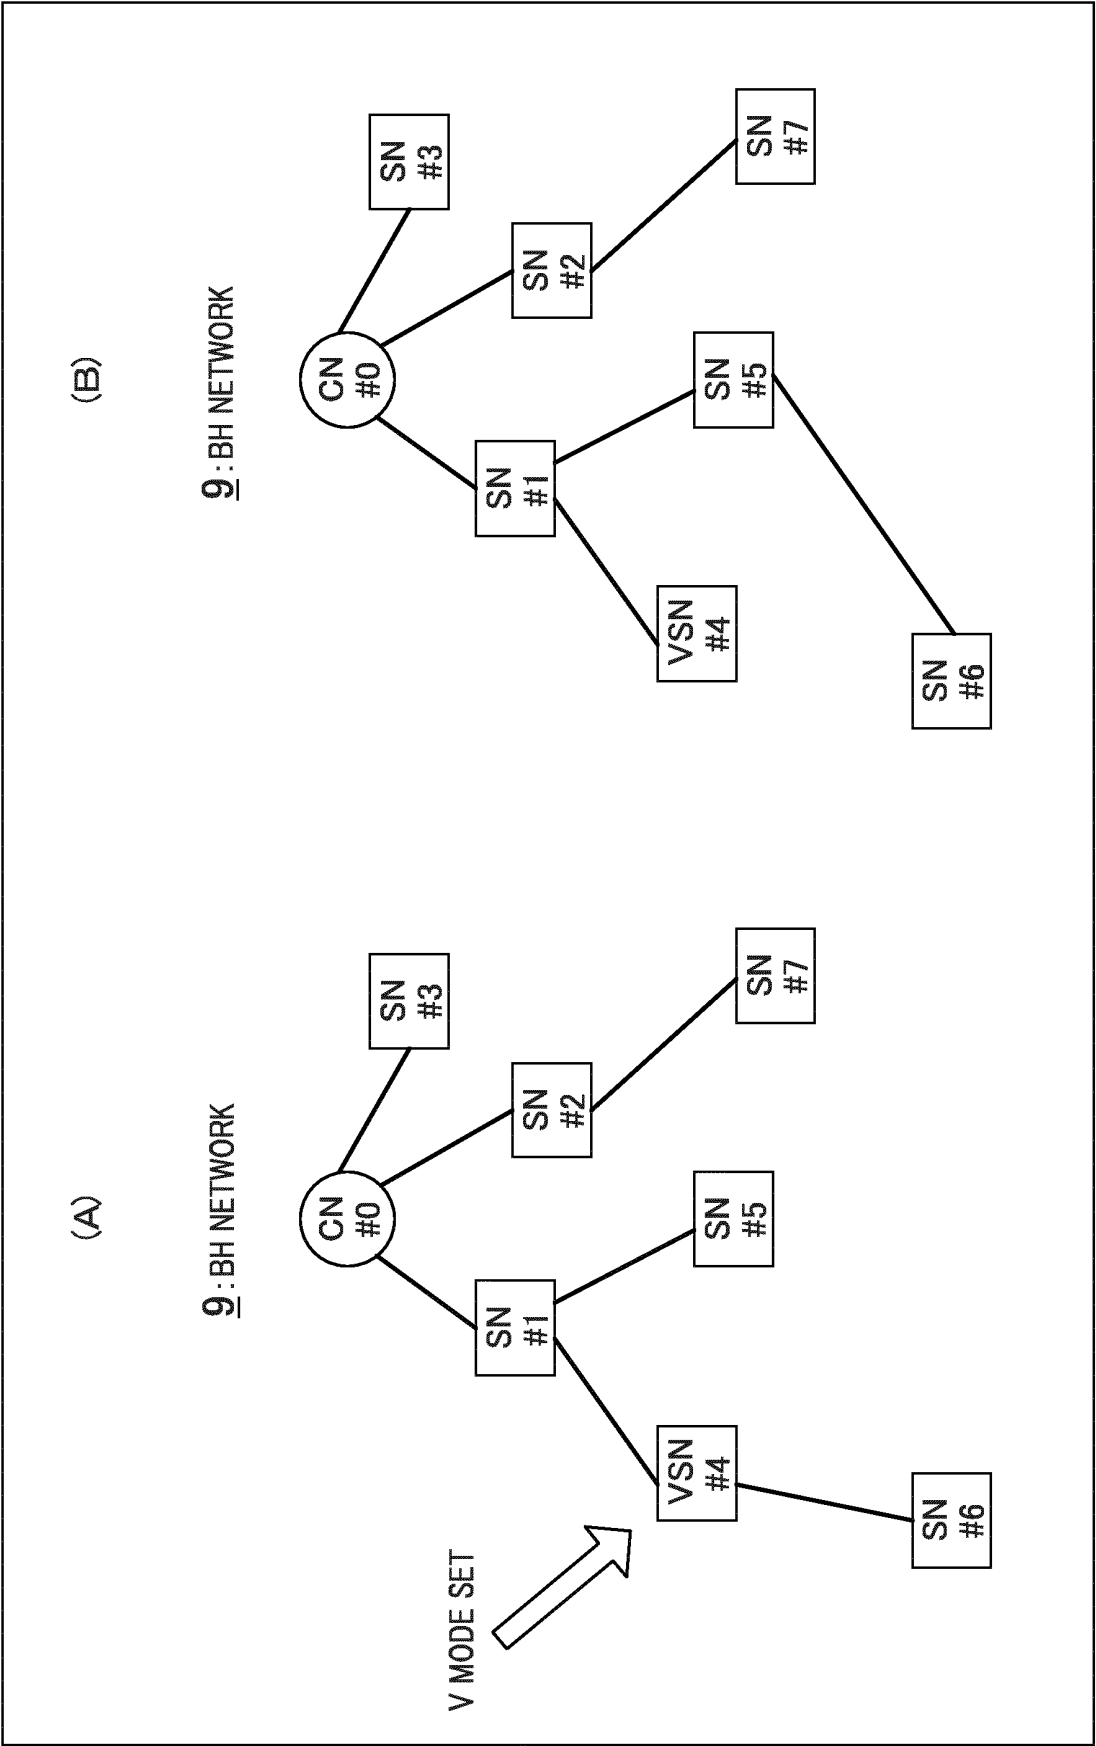 (A)
9:BH NETWORK
CN
#0
SN
#3
SN
#1
SN
#2
V MODE SET
VSN
#4
SN
#5
SN
#7
SN
#6
(B)
9:BH NETWORK
CN
#0
SN
#3
SN
#1
SN
#2
VSN
#4
SN
#5
SN
#7
SN
#6